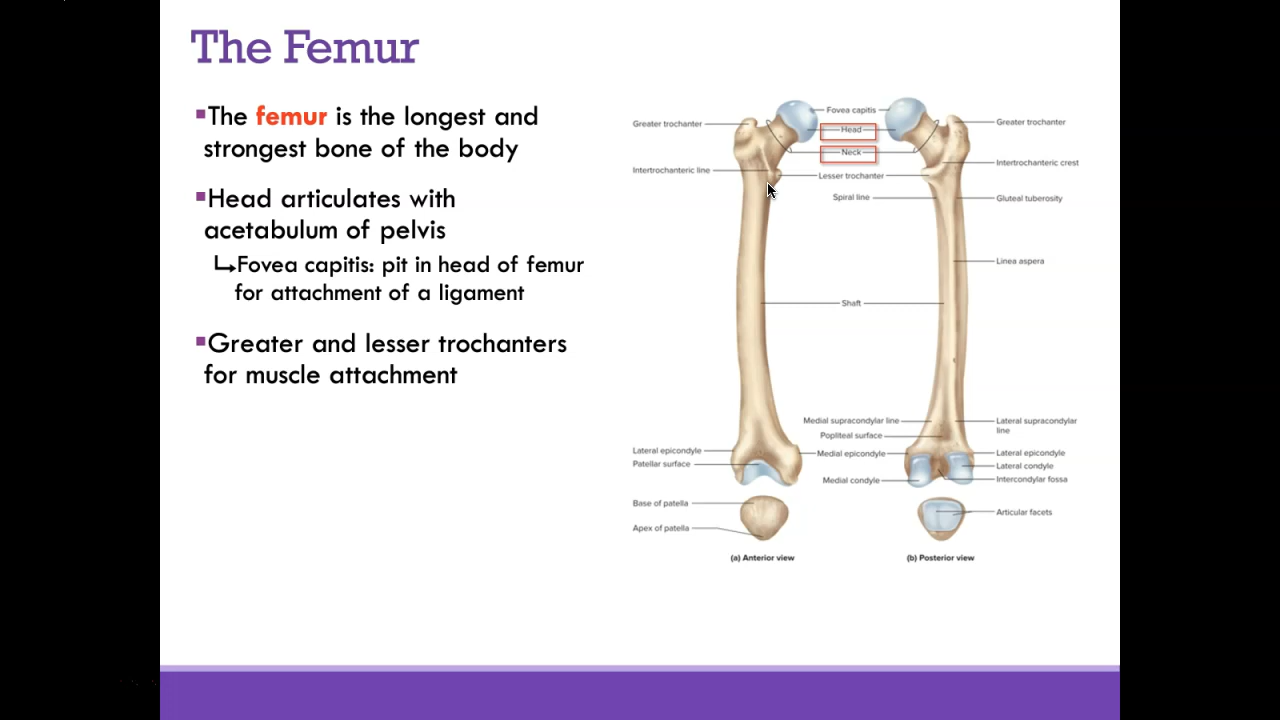 The Femur
▪The femur is the longest and
strongest bone of the body
▪Head articulates with
acetabulum of pelvis
↳Fovea capitis: pit in head of femur
for attachment of a ligament
▪Greater and lesser trochanters
for muscle attachment
Fovea capitis
Greater trochanter
Head
Greater trochanter
Neck
Intertrochanteric line
Intertrochanteric crest
Lesser trochanter
Spiral line
Gluteal tuberosity
Linea aspera
Shaft
Medial supracondylar line
Lateral supracondylar
line
Popliteal surface
Lateral epicondyle
Medial epicondyle
Lateral epicondyle
Patellar surface
Lateral condyle
Medial condyle
Intercondylar fossa
Base of patella
Articular facets
Apex of patella
(a) Anterior view
(b) Posterior view